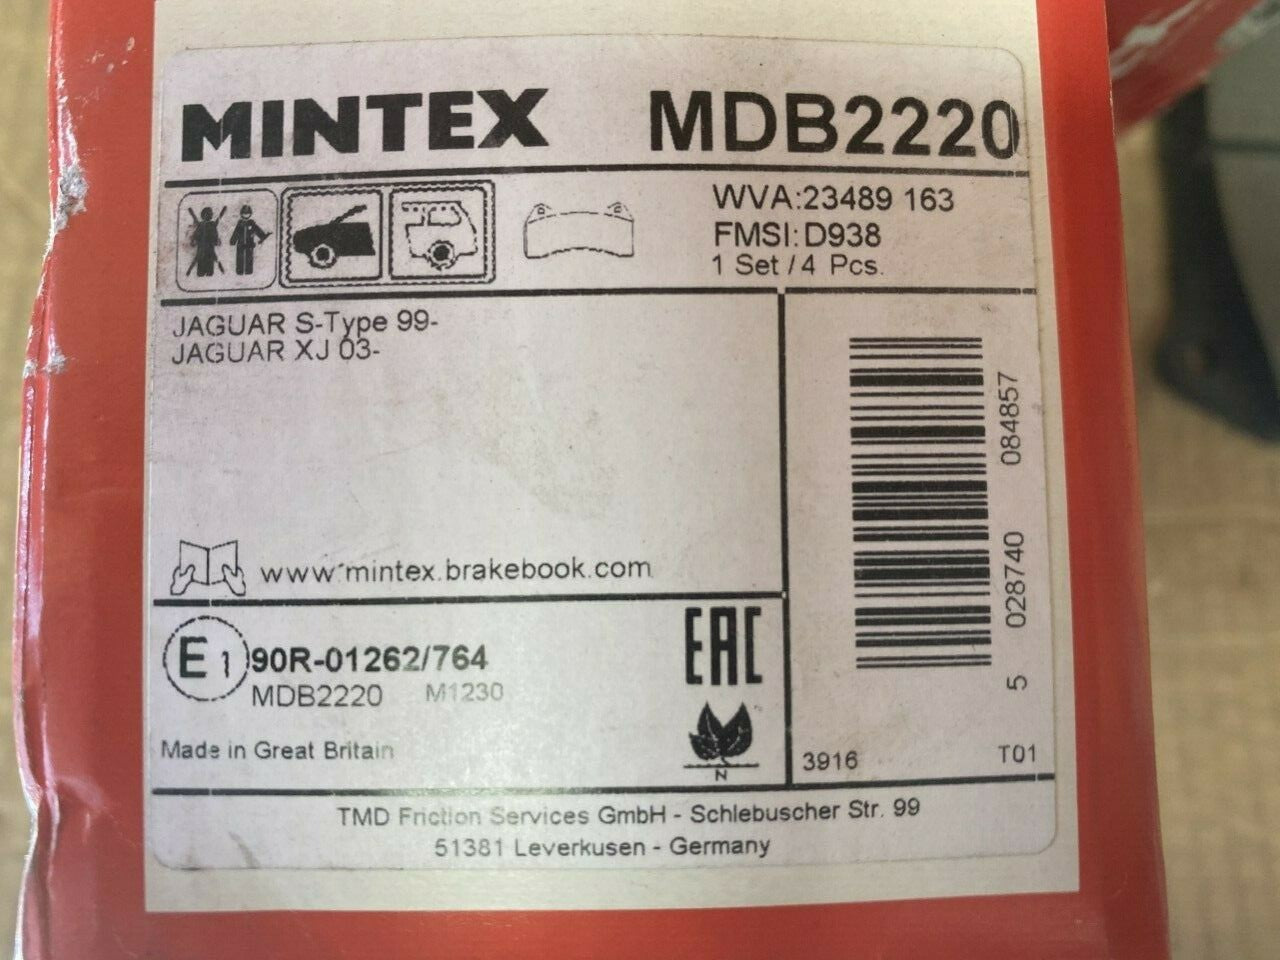 MINTEX MDB2220
WVA:23489 163
FMSI:D938
1 Set / 4 Pcs.
JAGUAR S-Type 99-
JAGUAR XJ 03-
www.mintex.brakebook.com
E1 90R-01262/764
MDB2220 M1230
EAC
Made in Great Britain
N
5 028740 084857
3916 T01
TMD Friction Services GmbH - Schlebuscher Str. 99
51381 Leverkusen - Germany